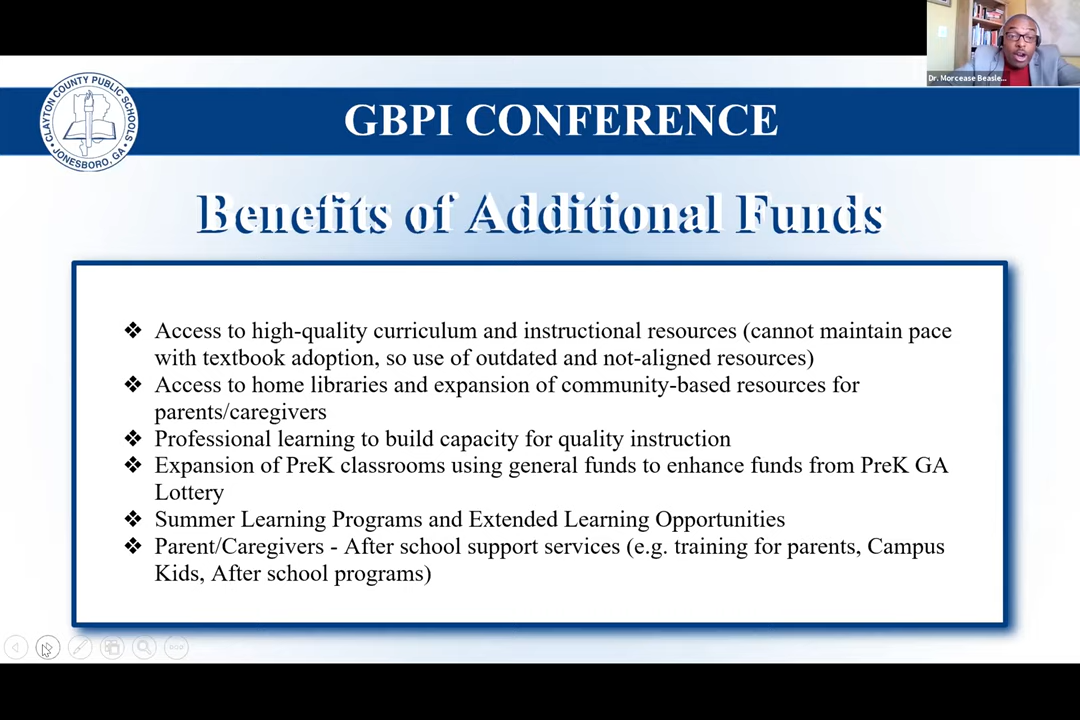 Dr. Morcease Beasle...
CLAYTON COUNTY PUBLIC SCHOOLS
JONESBORO, GA
GBPI CONFERENCE
Benefits of Additional Funds
❖ Access to high-quality curriculum and instructional resources (cannot maintain pace
with textbook adoption, so use of outdated and not-aligned resources)
❖ Access to home libraries and expansion of community-based resources for
parents/caregivers
❖ Professional learning to build capacity for quality instruction
❖ Expansion of PreK classrooms using general funds to enhance funds from PreK GA
Lottery
❖ Summer Learning Programs and Extended Learning Opportunities
❖ Parent/Caregivers - After school support services (e.g. training for parents, Campus
Kids, After school programs)